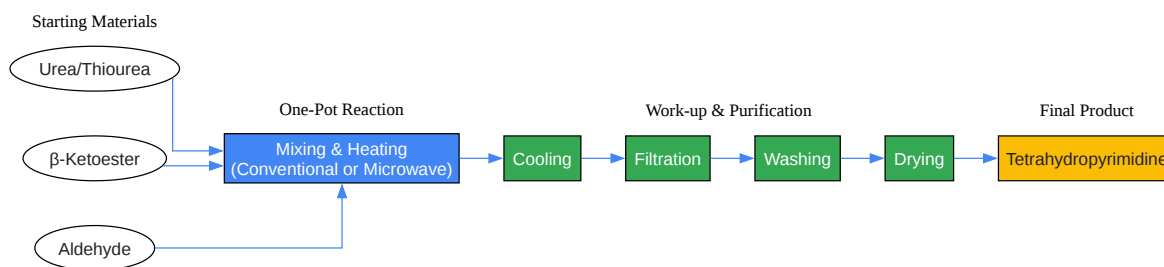 Starting Materials
Urea/Thiourea
One-Pot Reaction
Work-up & Purification
Final Product
β-Ketoester
Mixing & Heating
(Conventional or Microwave)
Cooling
Filtration
Washing
Drying
Tetrahydropyrimidine
Aldehyde